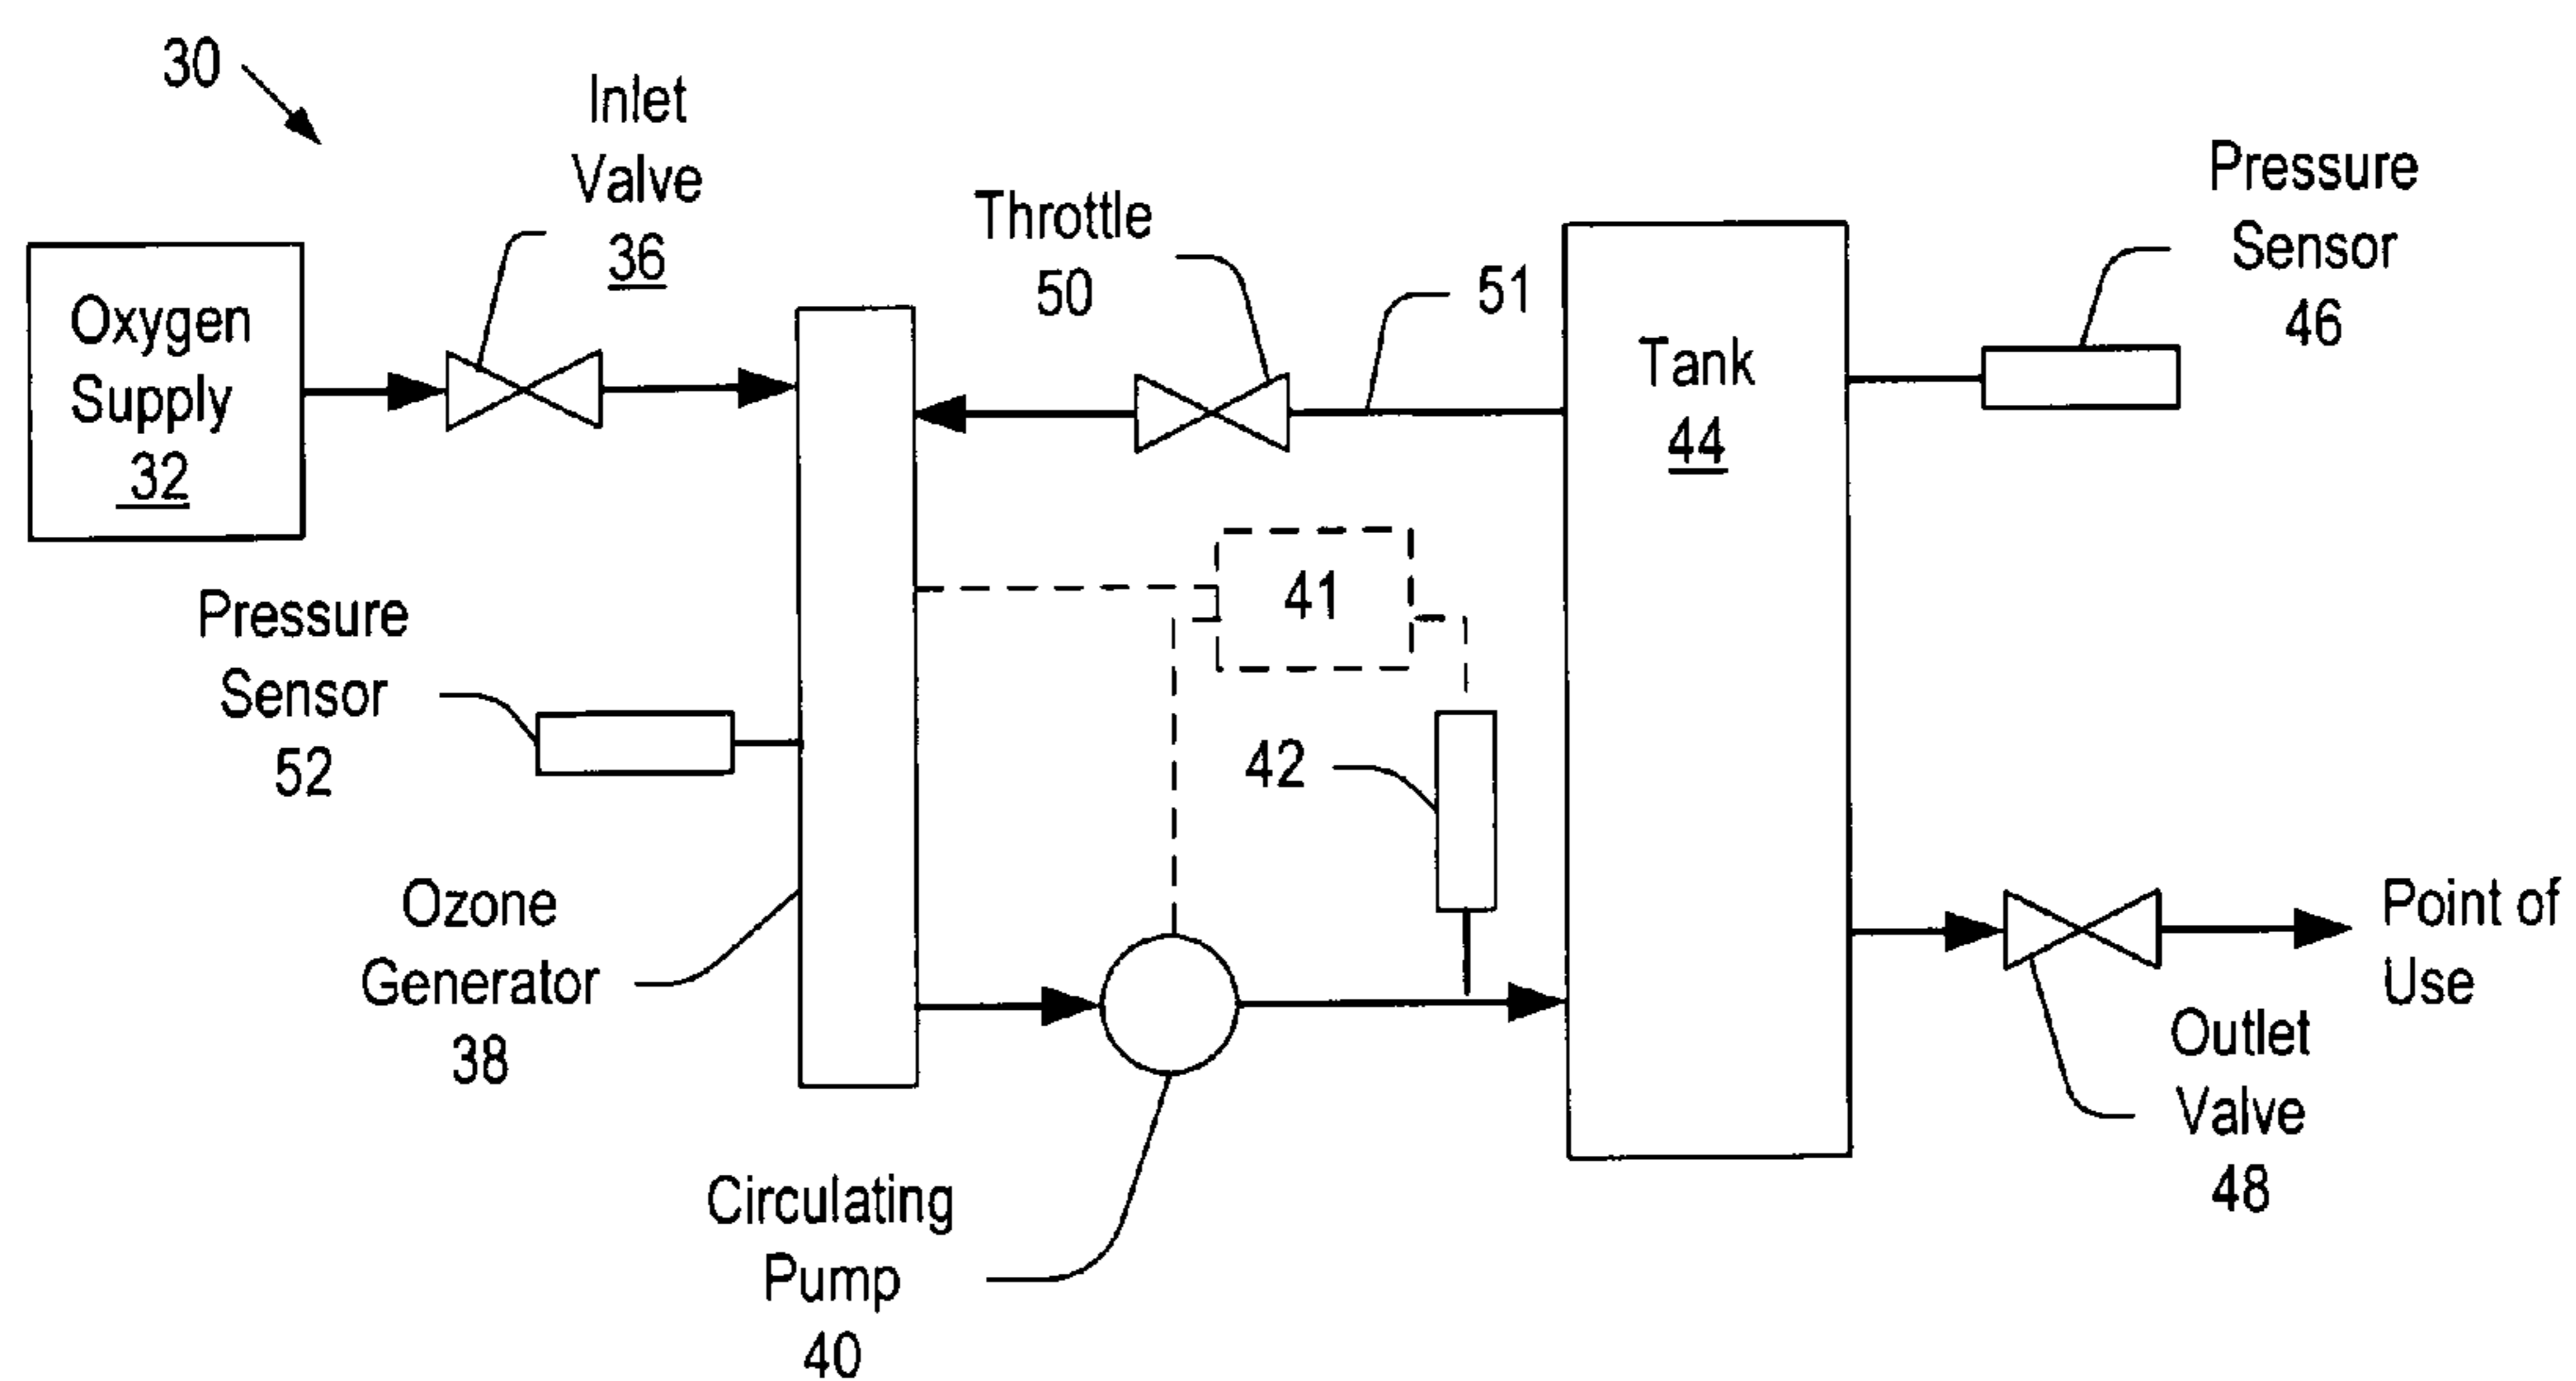 30
Inlet
Valve
36
Oxygen
Supply
32
Throttle
50
51
Tank
44
Pressure
Sensor
46
41
Pressure
Sensor
52
42
Ozone
Generator
38
Circulating
Pump
40
Point of
Use
Outlet
Valve
48